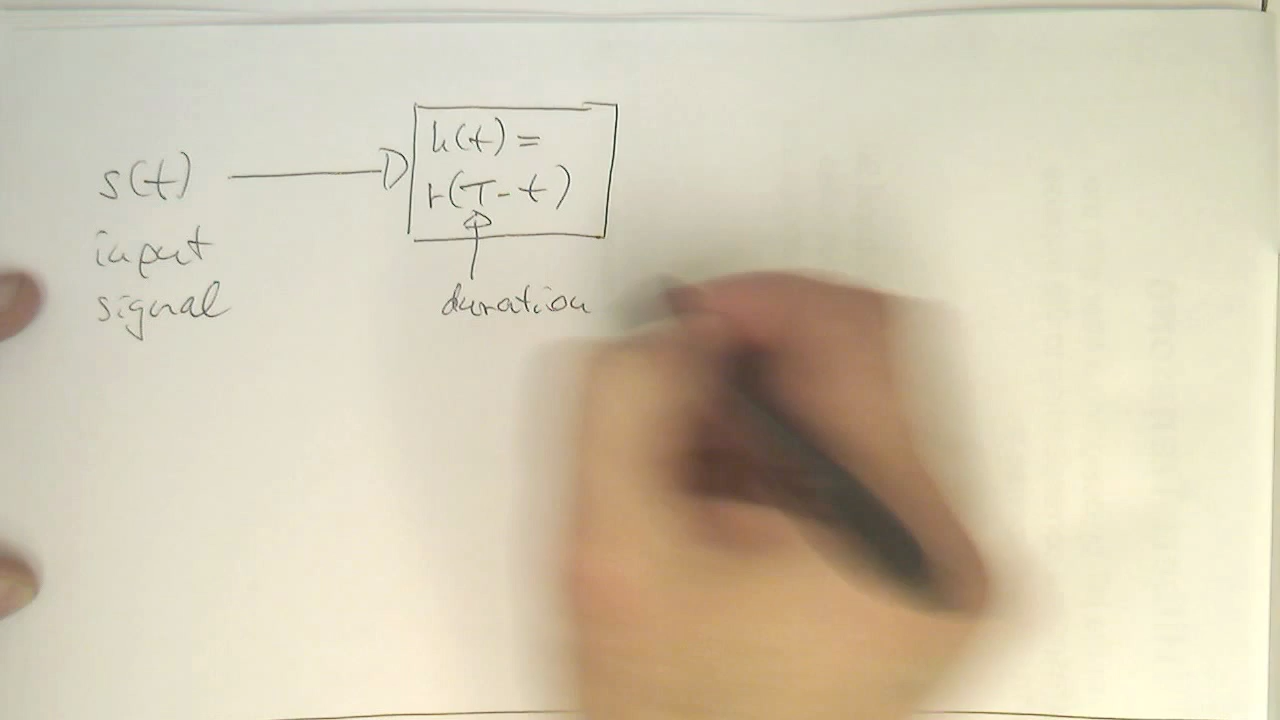 s(t)
input
signal
h(t) =
r(T-t)
duration